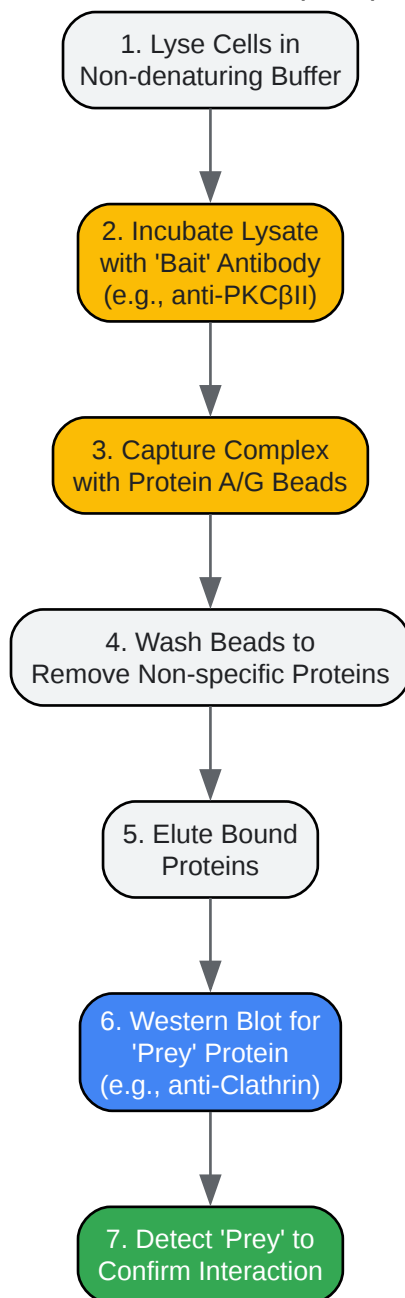 1. Lyse Cells in
Non-denaturing Buffer
2. Incubate Lysate
with 'Bait' Antibody
(e.g., anti-PKCβII)
3. Capture Complex
with Protein A/G Beads
4. Wash Beads to
Remove Non-specific Proteins
5. Elute Bound
Proteins
6. Western Blot for
'Prey' Protein
(e.g., anti-Clathrin)
7. Detect 'Prey' to
Confirm Interaction